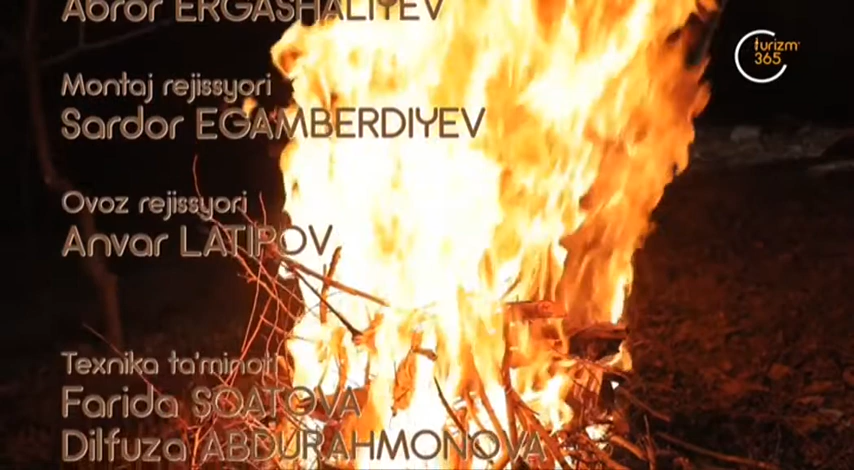 Abror ERGASHALIYEV
turizm
365
Montaj rejissyori
Sardor EGAMBERDIYEV
Ovoz rejissyori
Anvar LATIPOV
Texnika ta'minoti
Farida SOATOVA
Dilfuza ABDURAHMONOVA